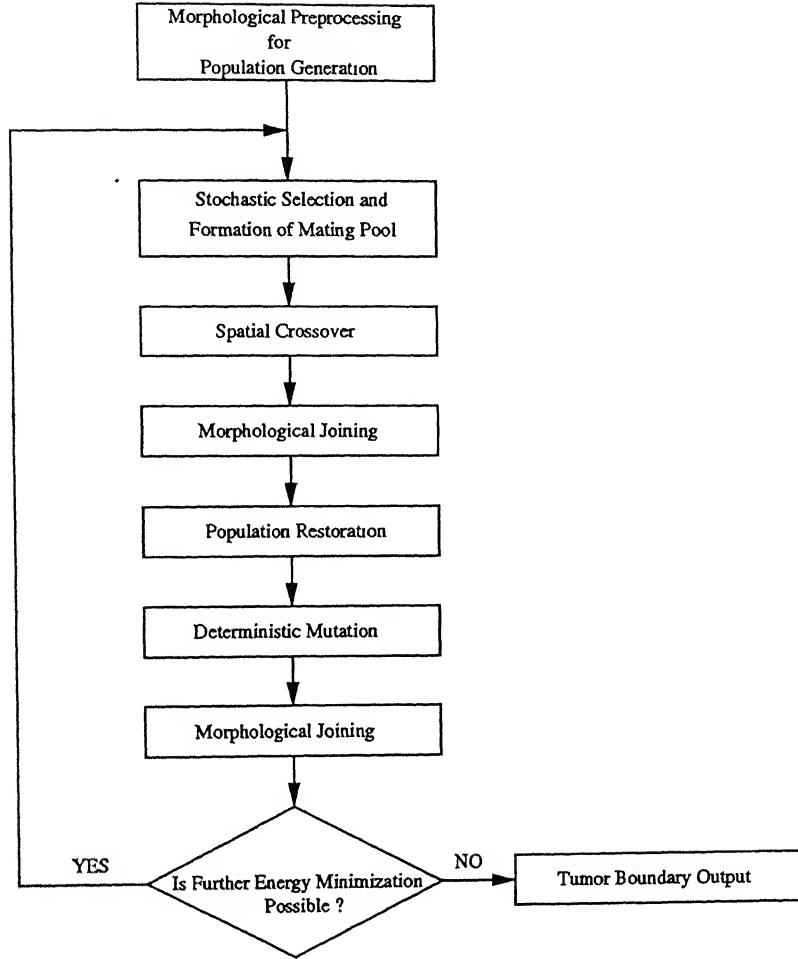 Morphological Preprocessing
for
Population Generation
Stochastic Selection and
Formation of Mating Pool
Spatial Crossover
Morphological Joining
Population Restoration
Deterministic Mutation
Morphological Joining
YES
Is Further Energy Minimization
Possible ?
NO
Tumor Boundary Output